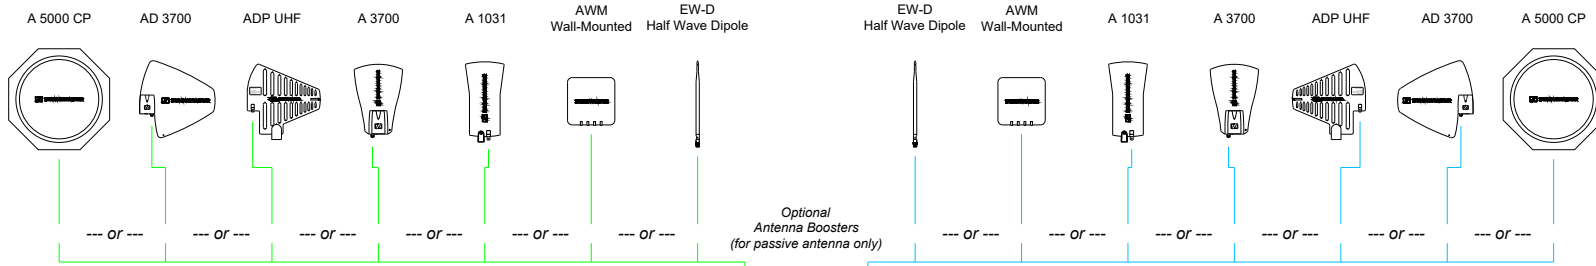 A 5000 CP
AD 3700
ADP UHF
A 3700
A 1031
AWM
Wall-Mounted
EW-D
Half Wave Dipole
EW-D
Half Wave Dipole
AWM
Wall-Mounted
A 1031
A 3700
ADP UHF
AD 3700
A 5000 CP
Optional
Antenna Boosters
(for passive antenna only)
--- or ---
--- or ---
--- or ---
--- or ---
--- or ---
--- or ---
--- or ---
--- or ---
--- or ---
--- or ---
--- or ---
--- or ---